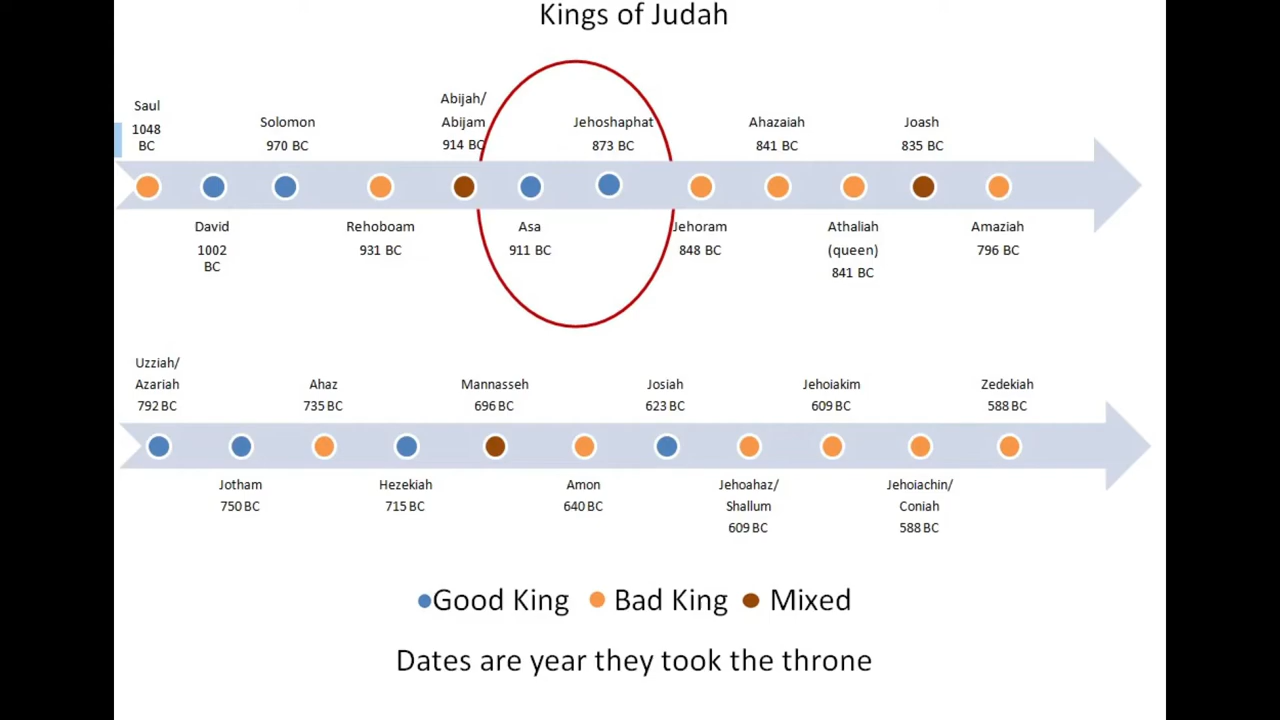 Kings of Judah
Saul
1048
BC
David
1002
BC
Solomon
970 BC
Rehoboam
931 BC
Abijah/
Abijam
914 BC
Asa
911 BC
Jehoshaphat
873 BC
Jehoram
848 BC
Ahazaiah
841 BC
Athaliah
(queen)
841 BC
Joash
835 BC
Amaziah
796 BC
Uzziah/
Azariah
792 BC
Jotham
750 BC
Ahaz
735 BC
Hezekiah
715 BC
Mannasseh
696 BC
Amon
640 BC
Josiah
623 BC
Jehoahaz/
Shallum
609 BC
Jehoiakim
609 BC
Jehoiachin/
Coniah
588 BC
Zedekiah
588 BC
Good King Bad King Mixed
Dates are year they took the throne